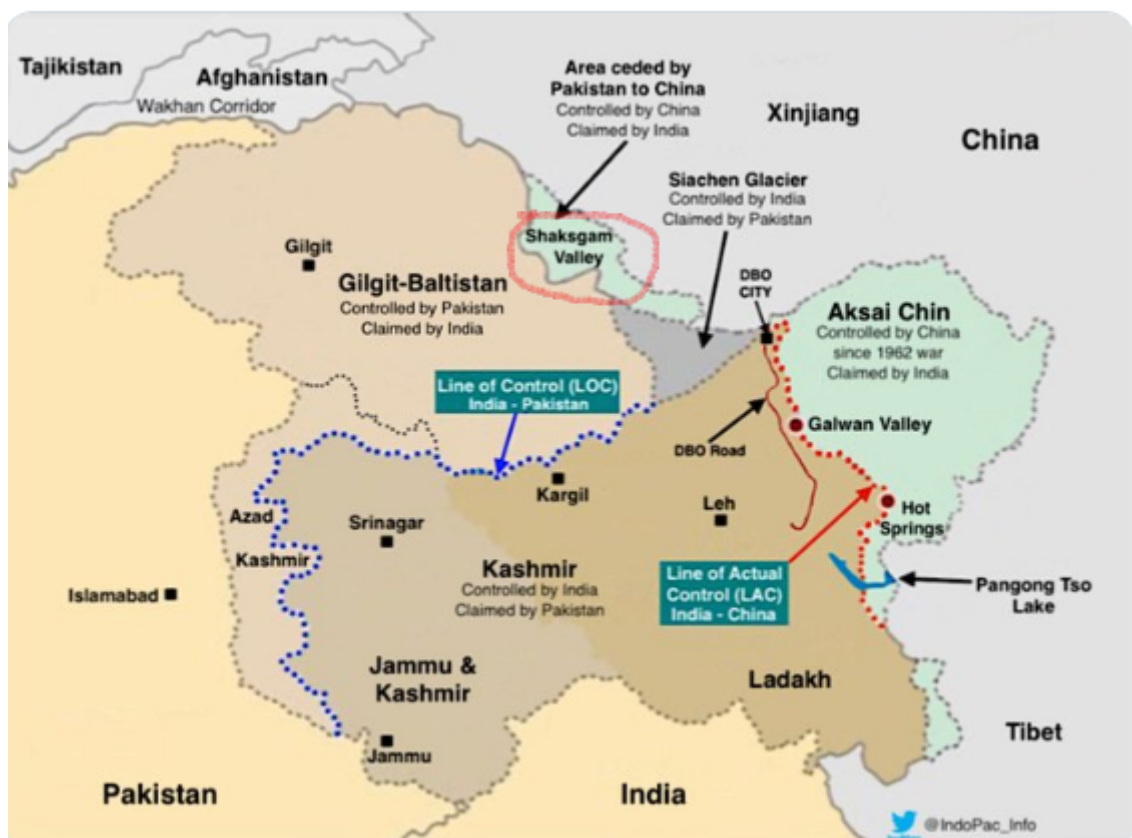 Tajikistan
Afghanistan
Wakhan Corridor
Area ceded by
Pakistan to China
Controlled by China
Claimed by India
Xinjiang
China
Siachen Glacier
Controlled by India
Claimed by Pakistan
Shaksgam
Valley
Gilgit
Gilgit-Baltistan
Controlled by Pakistan
Claimed by India
DBO
CITY
Aksai Chin
Controlled by China
since 1962 war
Claimed by India
Line of Control (LOC)
India - Pakistan
Galwan Valley
DBO Road
Kargil
Leh
Hot
Springs
Azad
Kashmir
Srinagar
Kashmir
Controlled by India
Claimed by Pakistan
Line of Actual
Control (LAC)
India - China
Pangong Tso
Lake
Islamabad
Jammu &
Kashmir
Ladakh
Jammu
Tibet
Pakistan
India
@IndoPac_Info